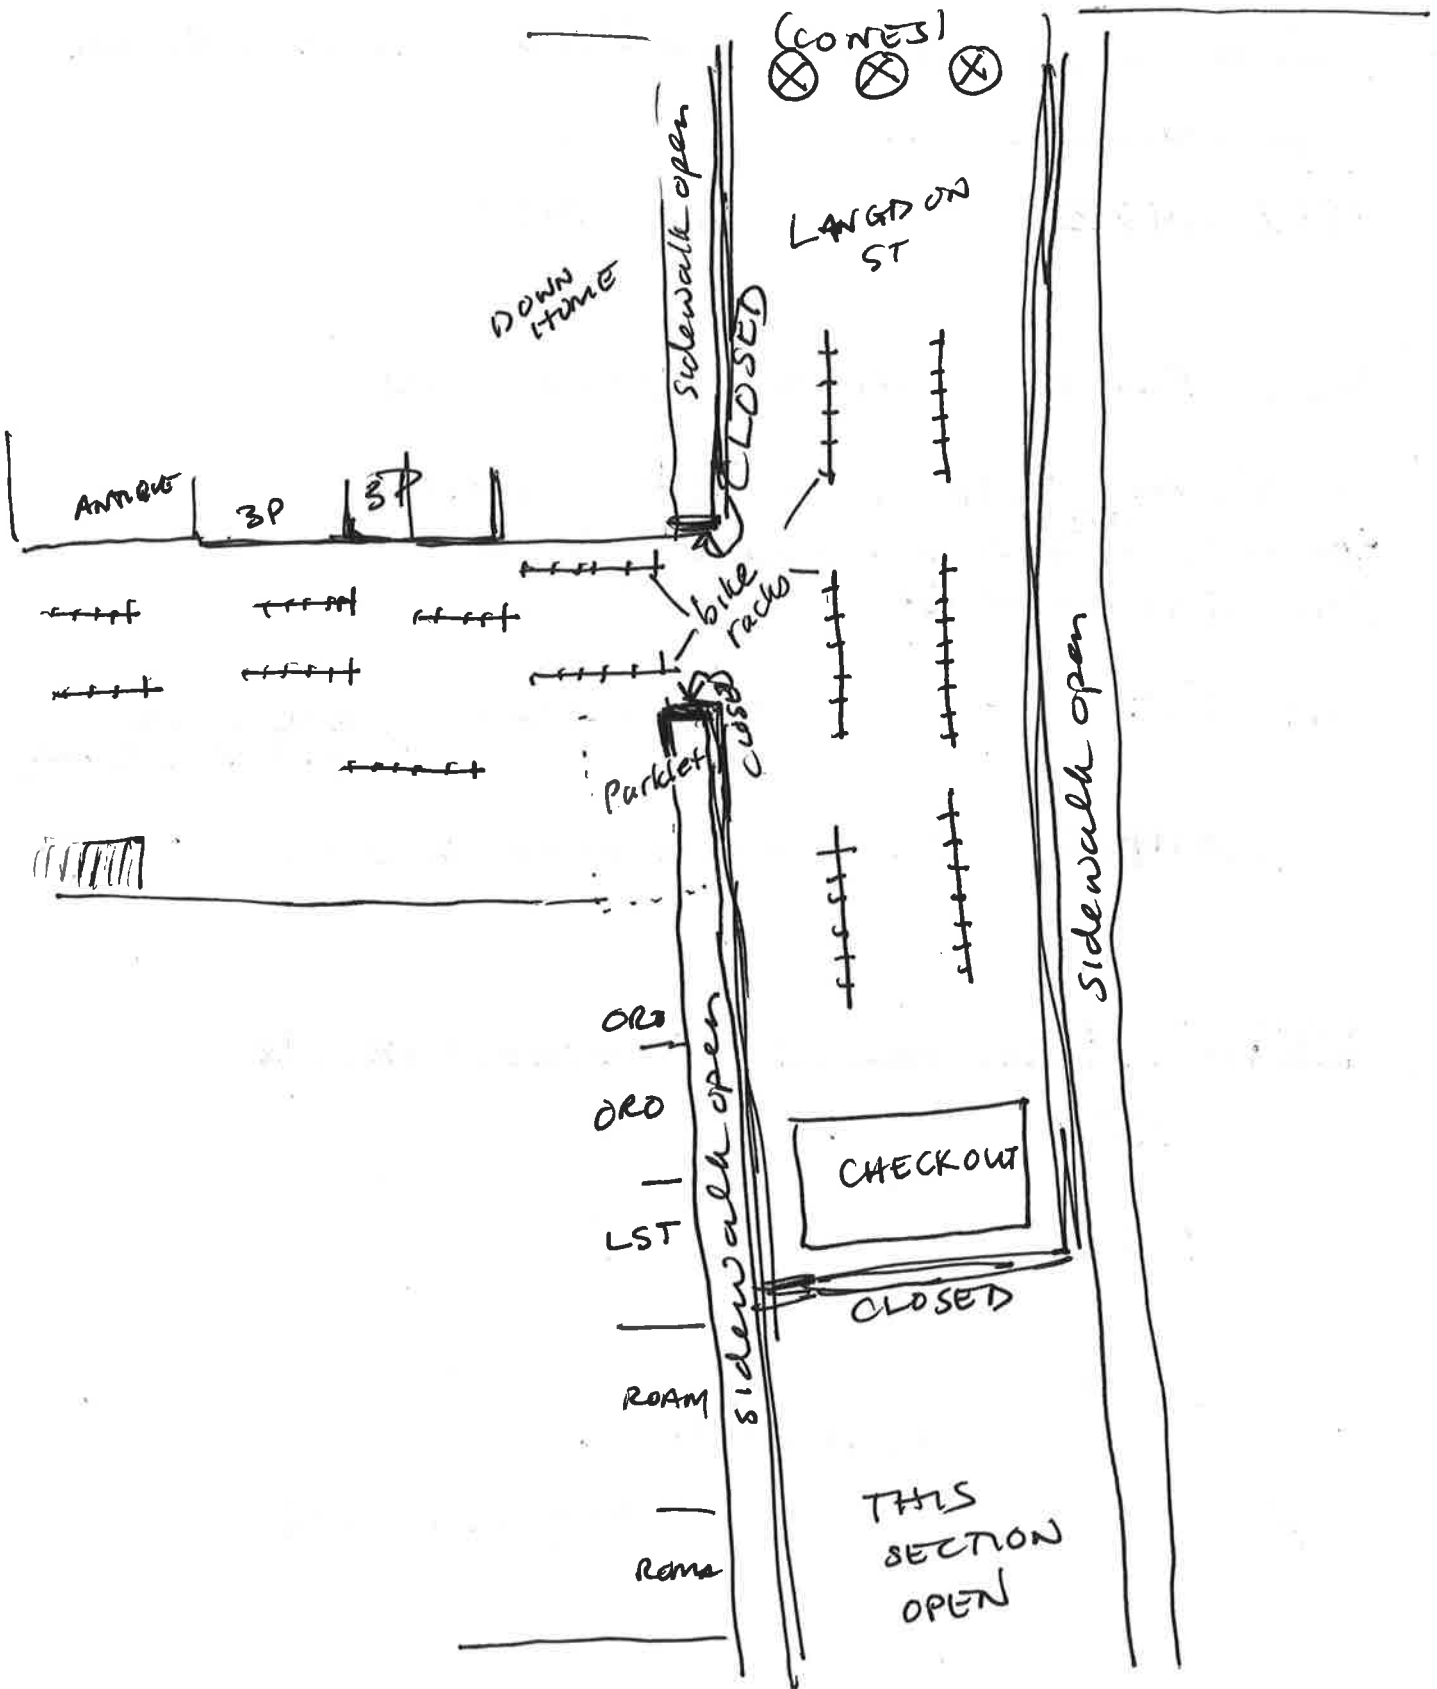 (CONES)
LANGDON
ST
sidewalk open
CLOSED
DOWN
HOME
ANTIQUE
3P
3P
bike
racks
CLOSED
Parklet
sidewalk open
sidewalk open
ORO
ORO
LST
ROAM
CHECKOUT
CLOSED
THIS
SECTION
OPEN